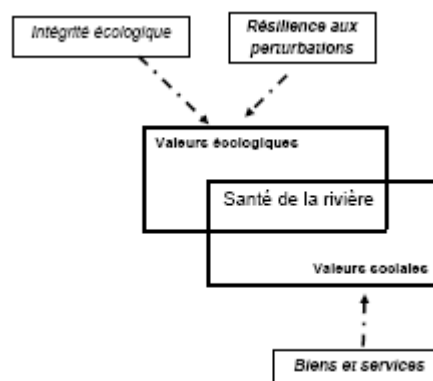 Intégrité écologique
Résilience aux
perturbations
Valeurs écologiques
Santé de la rivière
Valeurs sociales
Biens et services